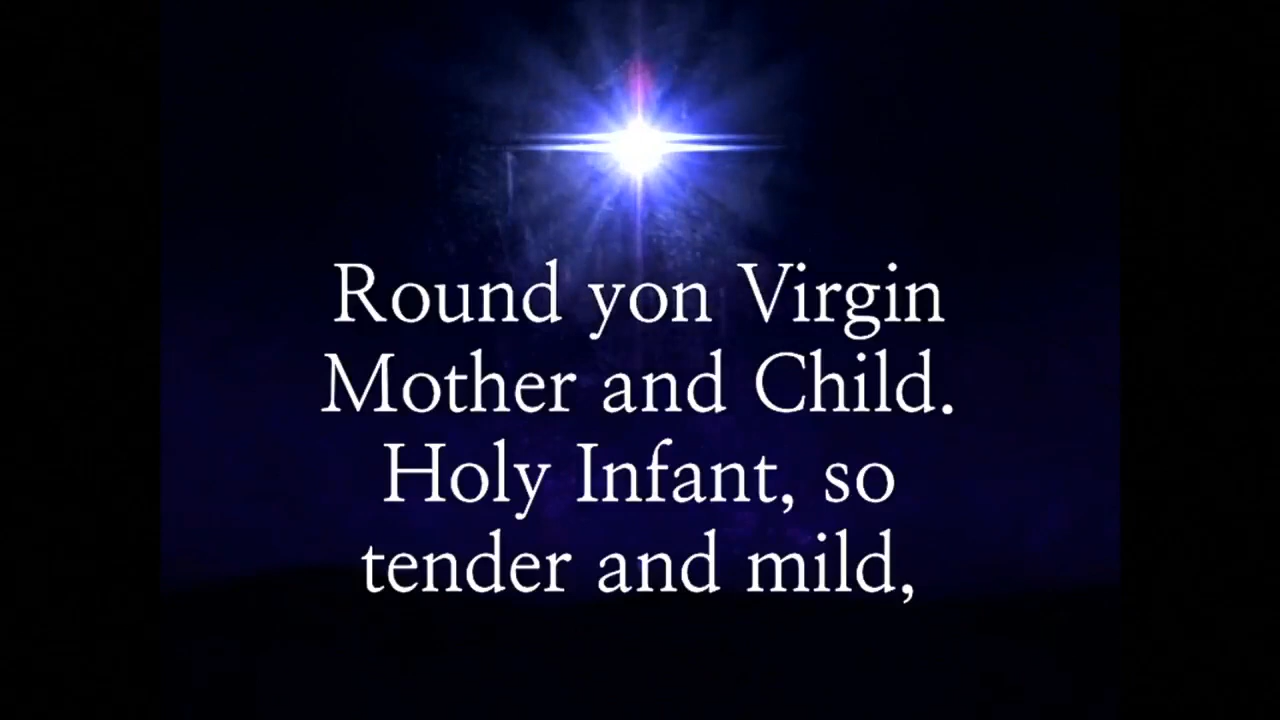 Round yon Virgin
Mother and Child.
Holy Infant, so
tender and mild,